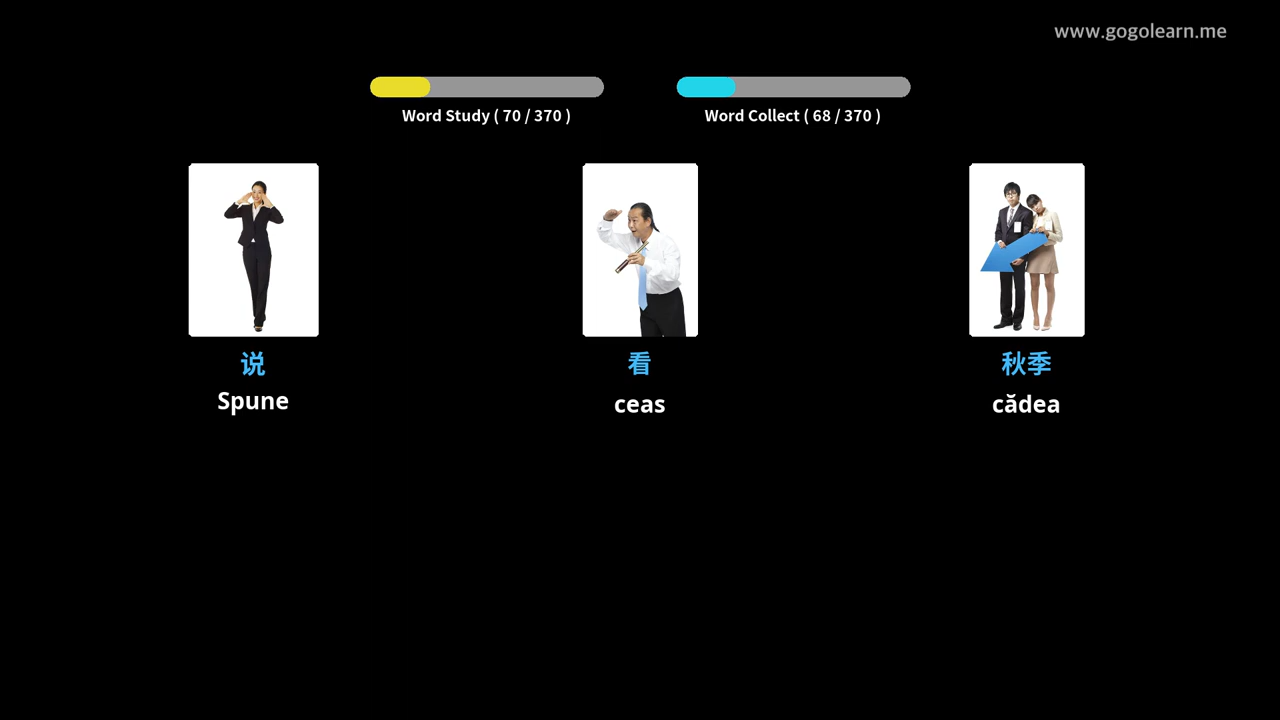 www.gogolearn.me
Word Study ( 70 / 370 )
Word Collect ( 68 / 370 )
说
Spune
看
ceas
秋季
cădea